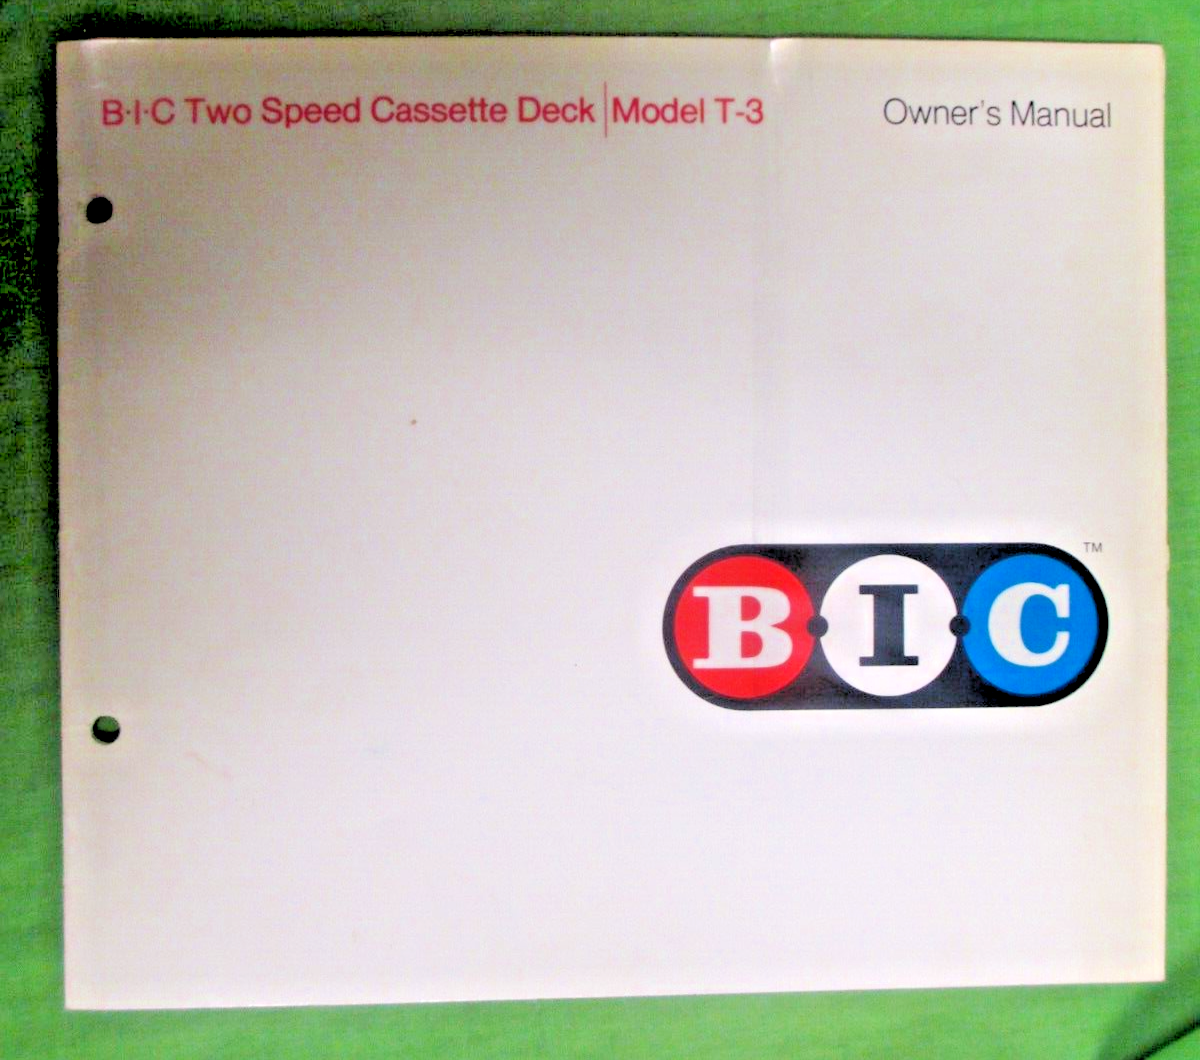 B·I·C Two Speed Cassette Deck | Model T-3 Owner's Manual
TM
B·I·C